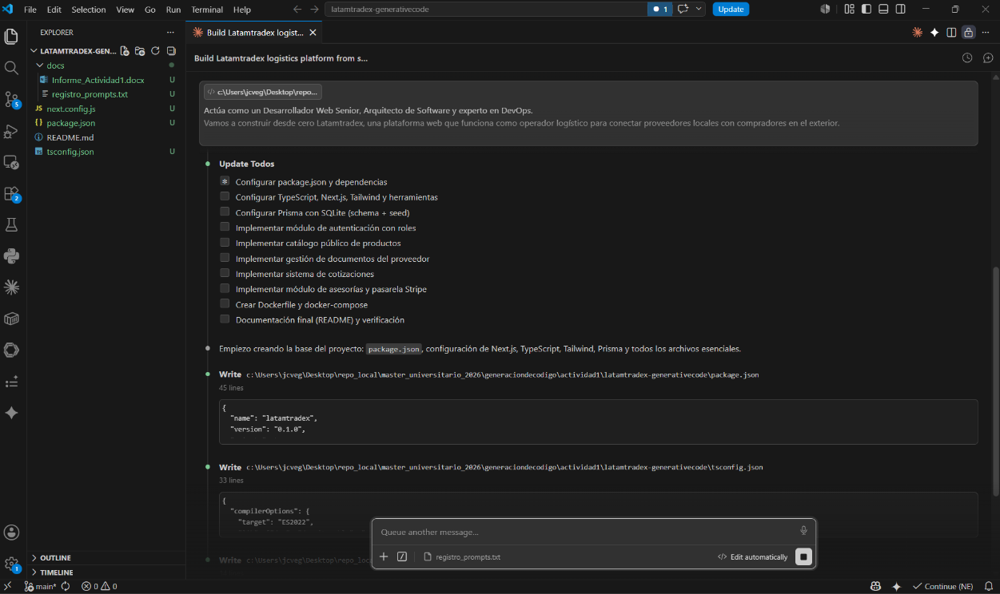 File Edit Selection View Go Run Terminal Help
latamtradex-generativecode
1
Update
EXPLORER
LATAMTRADEX-GEN...
docs
Informe_Actividad1.docx U
registro_prompts.txt U
JS next.config.js U
{} package.json U
README.md
TS tsconfig.json U
OUTLINE
TIMELINE
5
2
1
Build Latamtradex logist...
Build Latamtradex logistics platform from s...
c:\Users\jcveg\Desktop\repo...
Actúa como un Desarrollador Web Senior, Arquitecto de Software y experto en DevOps.
Vamos a construir desde cero Latamtradex, una plataforma web que funciona como operador logístico para conectar proveedores locales con compradores en el exterior.
Update Todos
Configurar package.json y dependencias
Configurar TypeScript, Next.js, Tailwind y herramientas
Configurar Prisma con SQLite (schema + seed)
Implementar módulo de autenticación con roles
Implementar catálogo público de productos
Implementar gestión de documentos del proveedor
Implementar sistema de cotizaciones
Implementar módulo de asesorías y pasarela Stripe
Crear Dockerfile y docker-compose
Documentación final (README) y verificación
Empiezo creando la base del proyecto: package.json, configuración de Next.js, TypeScript, Tailwind, Prisma y todos los archivos esenciales.
Write c:\Users\jcveg\Desktop\repo_local\master_universitario_2026\generaciondecodigo\actividad1\latamtradex-generativecode\package.json
45 lines
{
"name": "latamtradex",
"version": "0.1.0",
Write c:\Users\jcveg\Desktop\repo_local\master_universitario_2026\generaciondecodigo\actividad1\latamtradex-generativecode\tsconfig.json
33 lines
{
"compilerOptions": {
"target": "ES2022",
Write c:\Users\jcveg\Desktop\repo_loca
Queue another message...
registro_prompts.txt
Edit automatically
main*
0 0
Continue (NE)